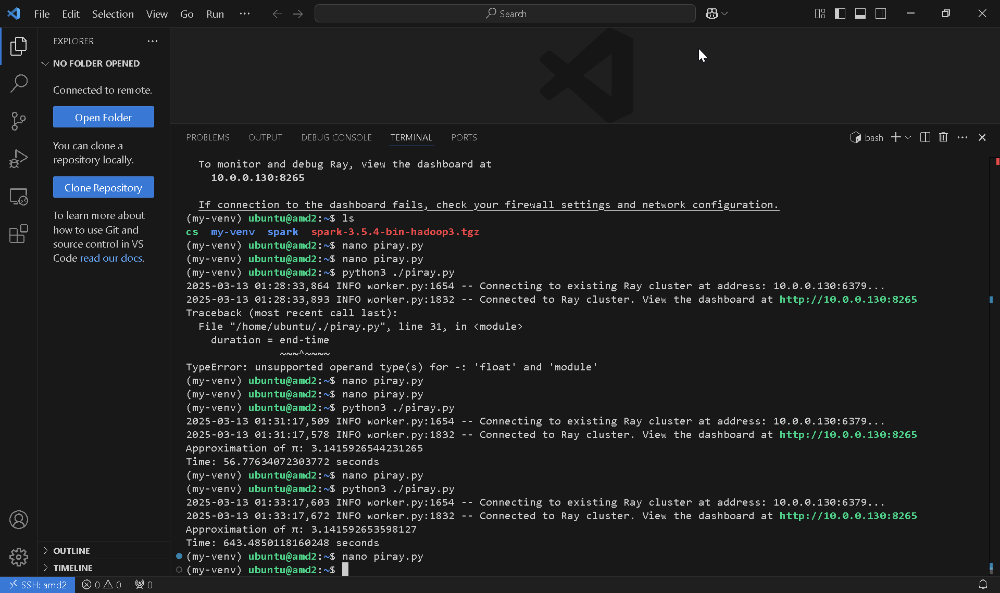 File Edit Selection View Go Run ···
Search
EXPLORER
NO FOLDER OPENED
Connected to remote.
Open Folder
You can clone a
repository locally.
Clone Repository
To learn more about
how to use Git and
source control in VS
Code read our docs.
OUTLINE
TIMELINE
PROBLEMS OUTPUT DEBUG CONSOLE TERMINAL PORTS
bash
To monitor and debug Ray, view the dashboard at
10.0.0.130:8265
If connection to the dashboard fails, check your firewall settings and network configuration.
(my-venv) ubuntu@amd2:~$ ls
cs my-venv spark spark-3.5.4-bin-hadoop3.tgz
(my-venv) ubuntu@amd2:~$ nano piray.py
(my-venv) ubuntu@amd2:~$ nano piray.py
(my-venv) ubuntu@amd2:~$ python3 ./piray.py
2025-03-13 01:28:33,864 INFO worker.py:1654 -- Connecting to existing Ray cluster at address: 10.0.0.130:6379...
2025-03-13 01:28:33,893 INFO worker.py:1832 -- Connected to Ray cluster. View the dashboard at http://10.0.0.130:8265
Traceback (most recent call last):
File "/home/ubuntu/./piray.py", line 31, in <module>
duration = end-time
~~~^~~~~
TypeError: unsupported operand type(s) for -: 'float' and 'module'
(my-venv) ubuntu@amd2:~$ nano piray.py
(my-venv) ubuntu@amd2:~$ nano piray.py
(my-venv) ubuntu@amd2:~$ python3 ./piray.py
2025-03-13 01:31:17,509 INFO worker.py:1654 -- Connecting to existing Ray cluster at address: 10.0.0.130:6379...
2025-03-13 01:31:17,578 INFO worker.py:1832 -- Connected to Ray cluster. View the dashboard at http://10.0.0.130:8265
Approximation of π: 3.1415926544231265
Time: 56.77634072303772 seconds
(my-venv) ubuntu@amd2:~$ nano piray.py
(my-venv) ubuntu@amd2:~$ python3 ./piray.py
2025-03-13 01:33:17,603 INFO worker.py:1654 -- Connecting to existing Ray cluster at address: 10.0.0.130:6379...
2025-03-13 01:33:17,672 INFO worker.py:1832 -- Connected to Ray cluster. View the dashboard at http://10.0.0.130:8265
Approximation of π: 3.141592653598127
Time: 643.4850118160248 seconds
(my-venv) ubuntu@amd2:~$ nano piray.py
(my-venv) ubuntu@amd2:~$
SSH: amd2 0 0 0